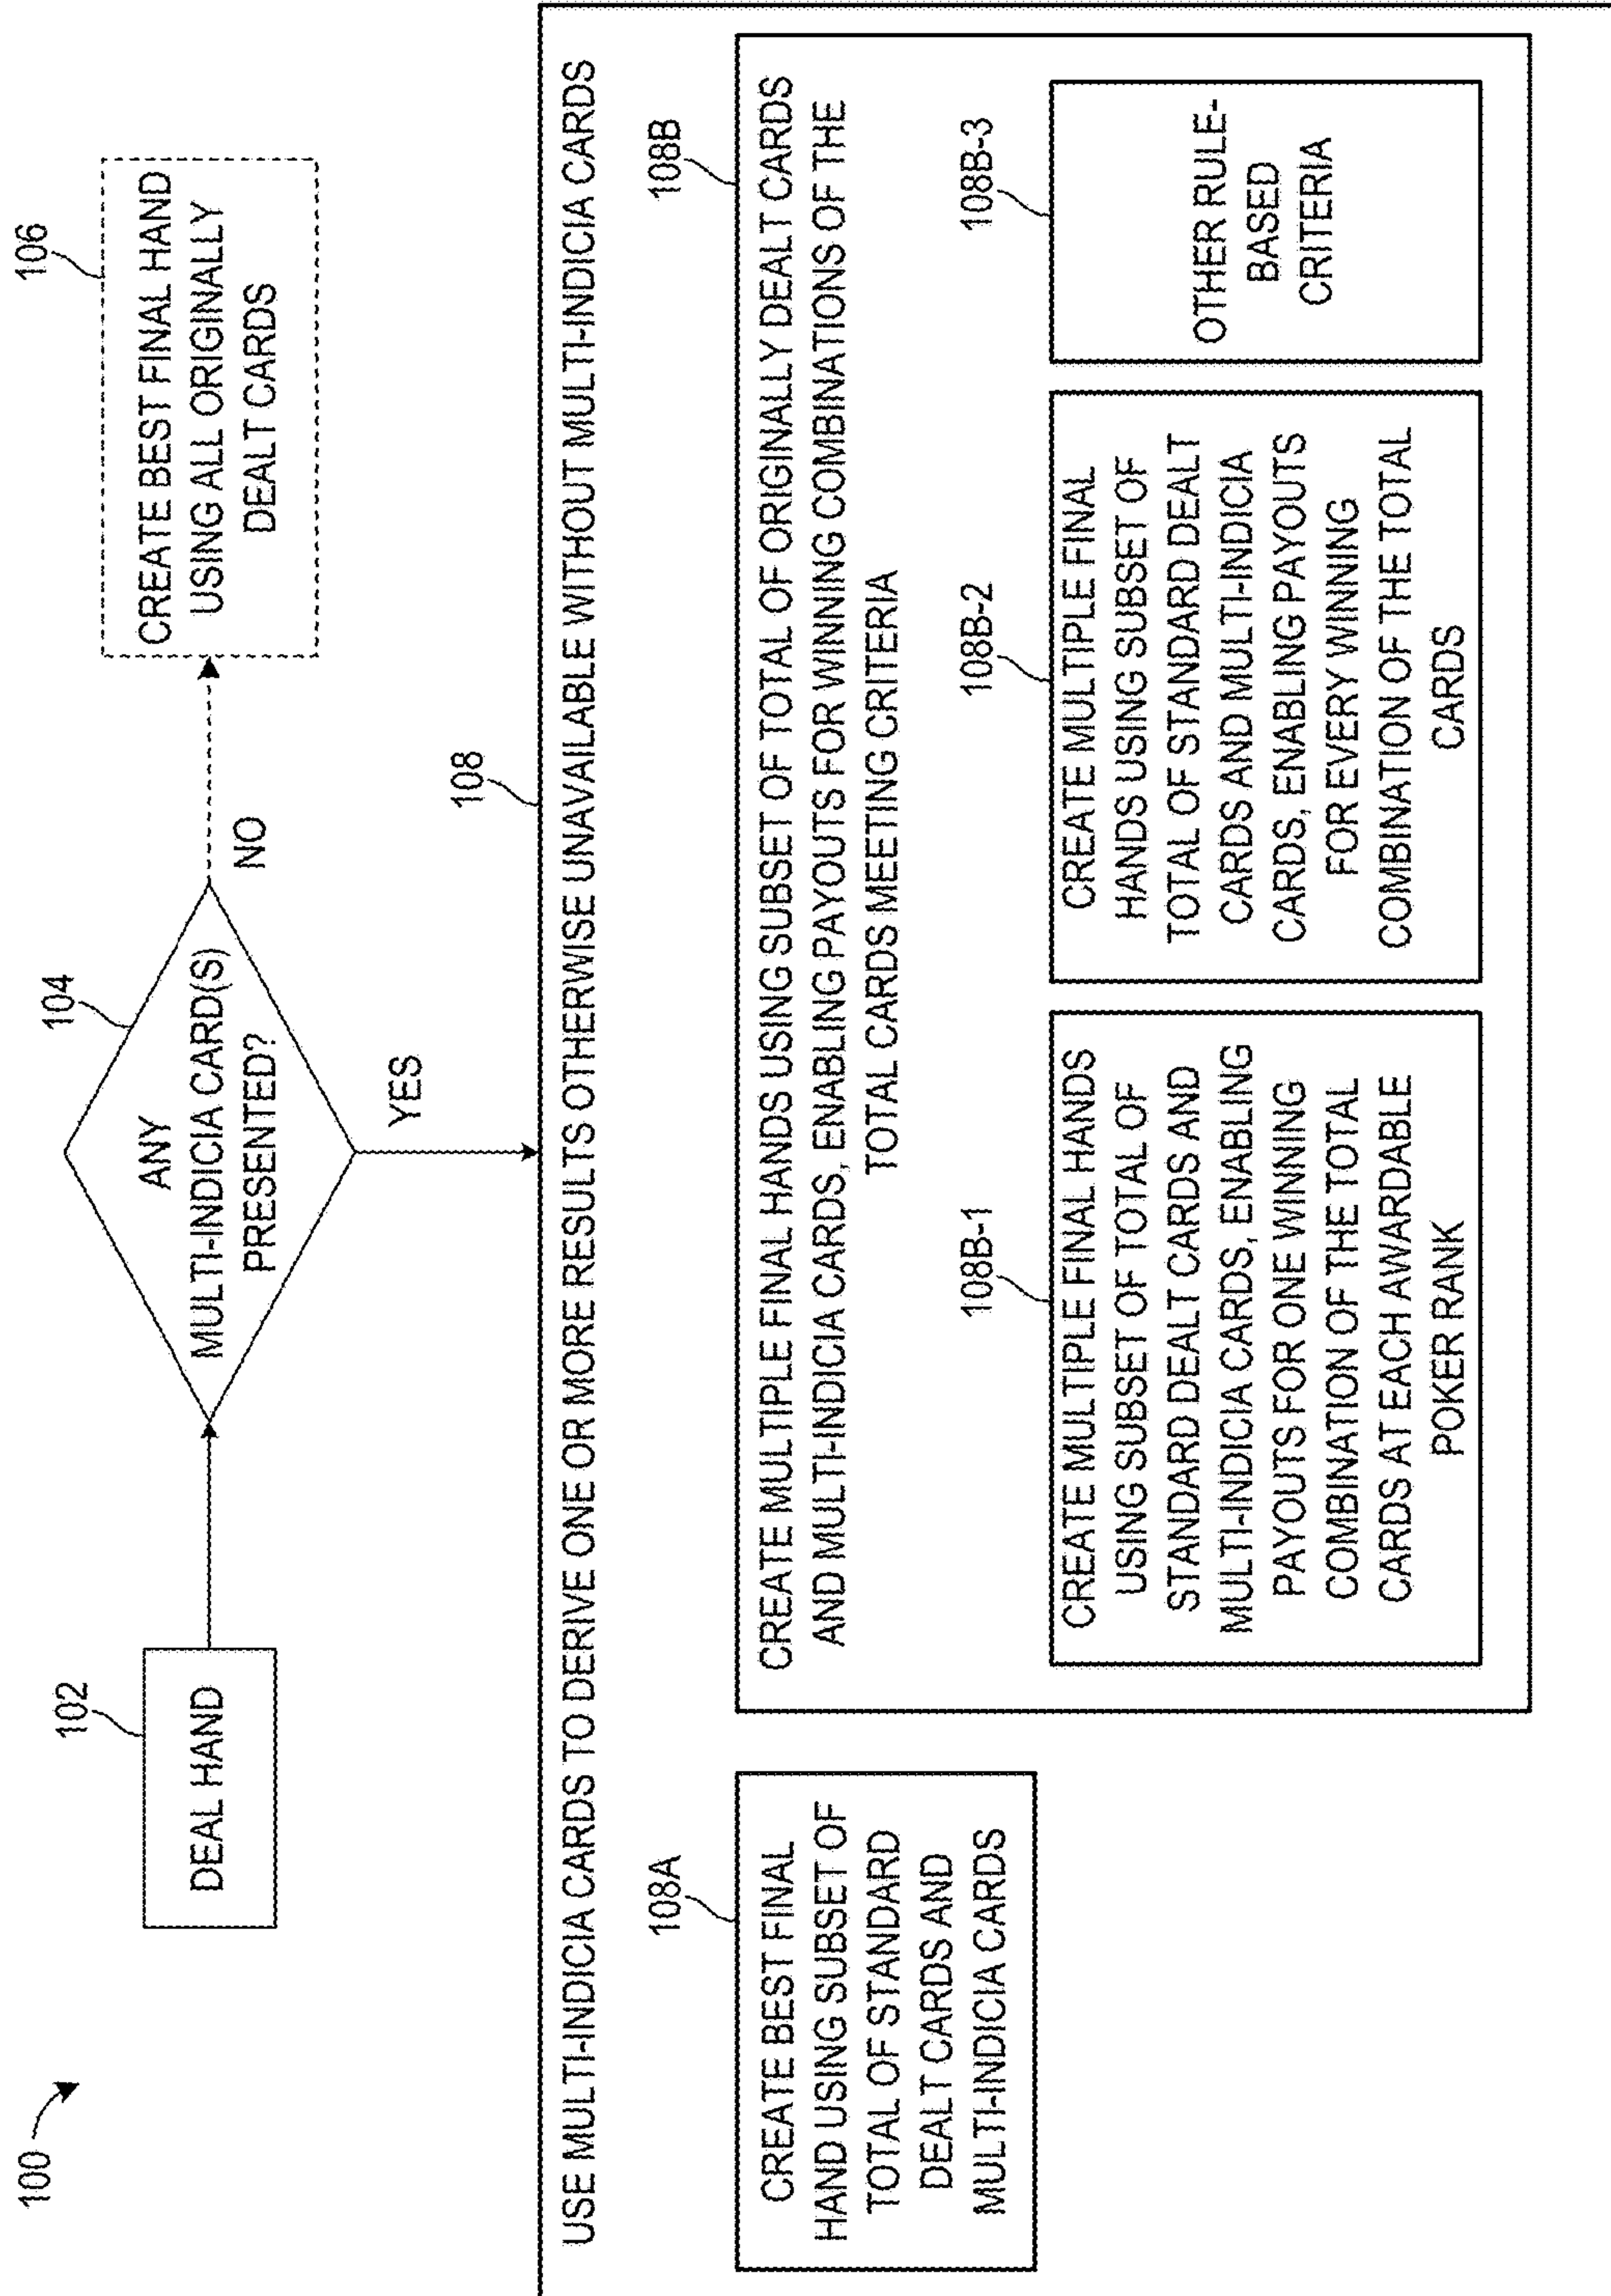 100
102
DEAL HAND
104
ANY
MULTI-INDICIA CARD(S)
PRESENTED?
NO
YES
106
CREATE BEST FINAL HAND
USING ALL ORIGINALLY
DEALT CARDS
108
USE MULTI-INDICIA CARDS TO DERIVE ONE OR MORE RESULTS OTHERWISE UNAVAILABLE WITHOUT MULTI-INDICIA CARDS
108A
CREATE BEST FINAL
HAND USING SUBSET OF
TOTAL OF STANDARD
DEALT CARDS AND
MULTI-INDICIA CARDS
108B
CREATE MULTIPLE FINAL HANDS USING SUBSET OF TOTAL OF ORIGINALLY DEALT CARDS
AND MULTI-INDICIA CARDS, ENABLING PAYOUTS FOR WINNING COMBINATIONS OF THE
TOTAL CARDS MEETING CRITERIA
108B-1
CREATE MULTIPLE FINAL HANDS
USING SUBSET OF TOTAL OF
STANDARD DEALT CARDS AND
MULTI-INDICIA CARDS, ENABLING
PAYOUTS FOR ONE WINNING
COMBINATION OF THE TOTAL
CARDS AT EACH AWARDABLE
POKER RANK
108B-2
CREATE MULTIPLE FINAL
HANDS USING SUBSET OF
TOTAL OF STANDARD DEALT
CARDS AND MULTI-INDICIA
CARDS, ENABLING PAYOUTS
FOR EVERY WINNING
COMBINATION OF THE TOTAL
CARDS
108B-3
OTHER RULE-
BASED
CRITERIA